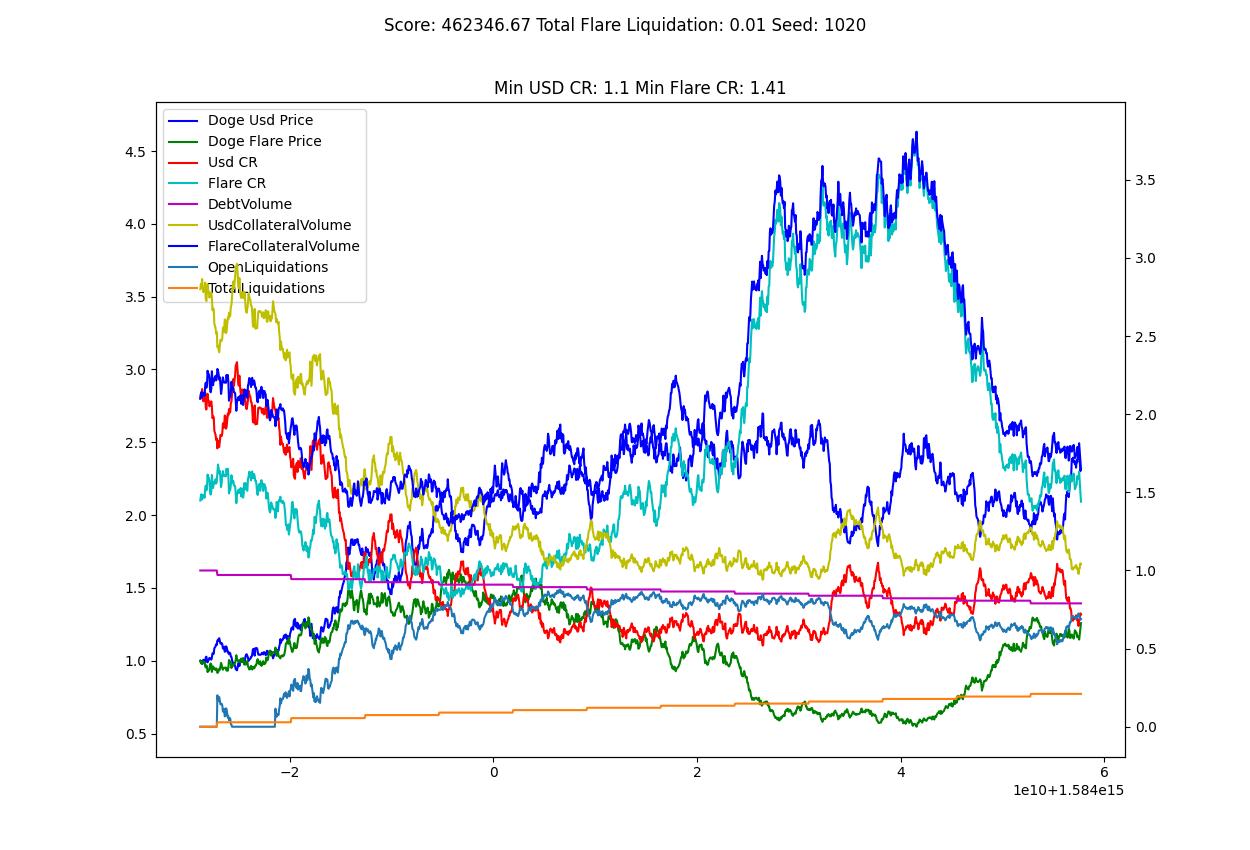 Score: 462346.67 Total Flare Liquidation: 0.01 Seed: 1020
Min USD CR: 1.1 Min Flare CR: 1.41
Doge Usd Price
Doge Flare Price
Usd CR
Flare CR
DebtVolume
UsdCollateralVolume
FlareCollateralVolume
OpenLiquidations
TotalLiquidations
4.5
4.0
3.5
3.0
2.5
2.0
1.5
1.0
0.5
3.5
3.0
2.5
2.0
1.5
1.0
0.5
0.0
−2
0
2
4
6
1e10+1.584e15